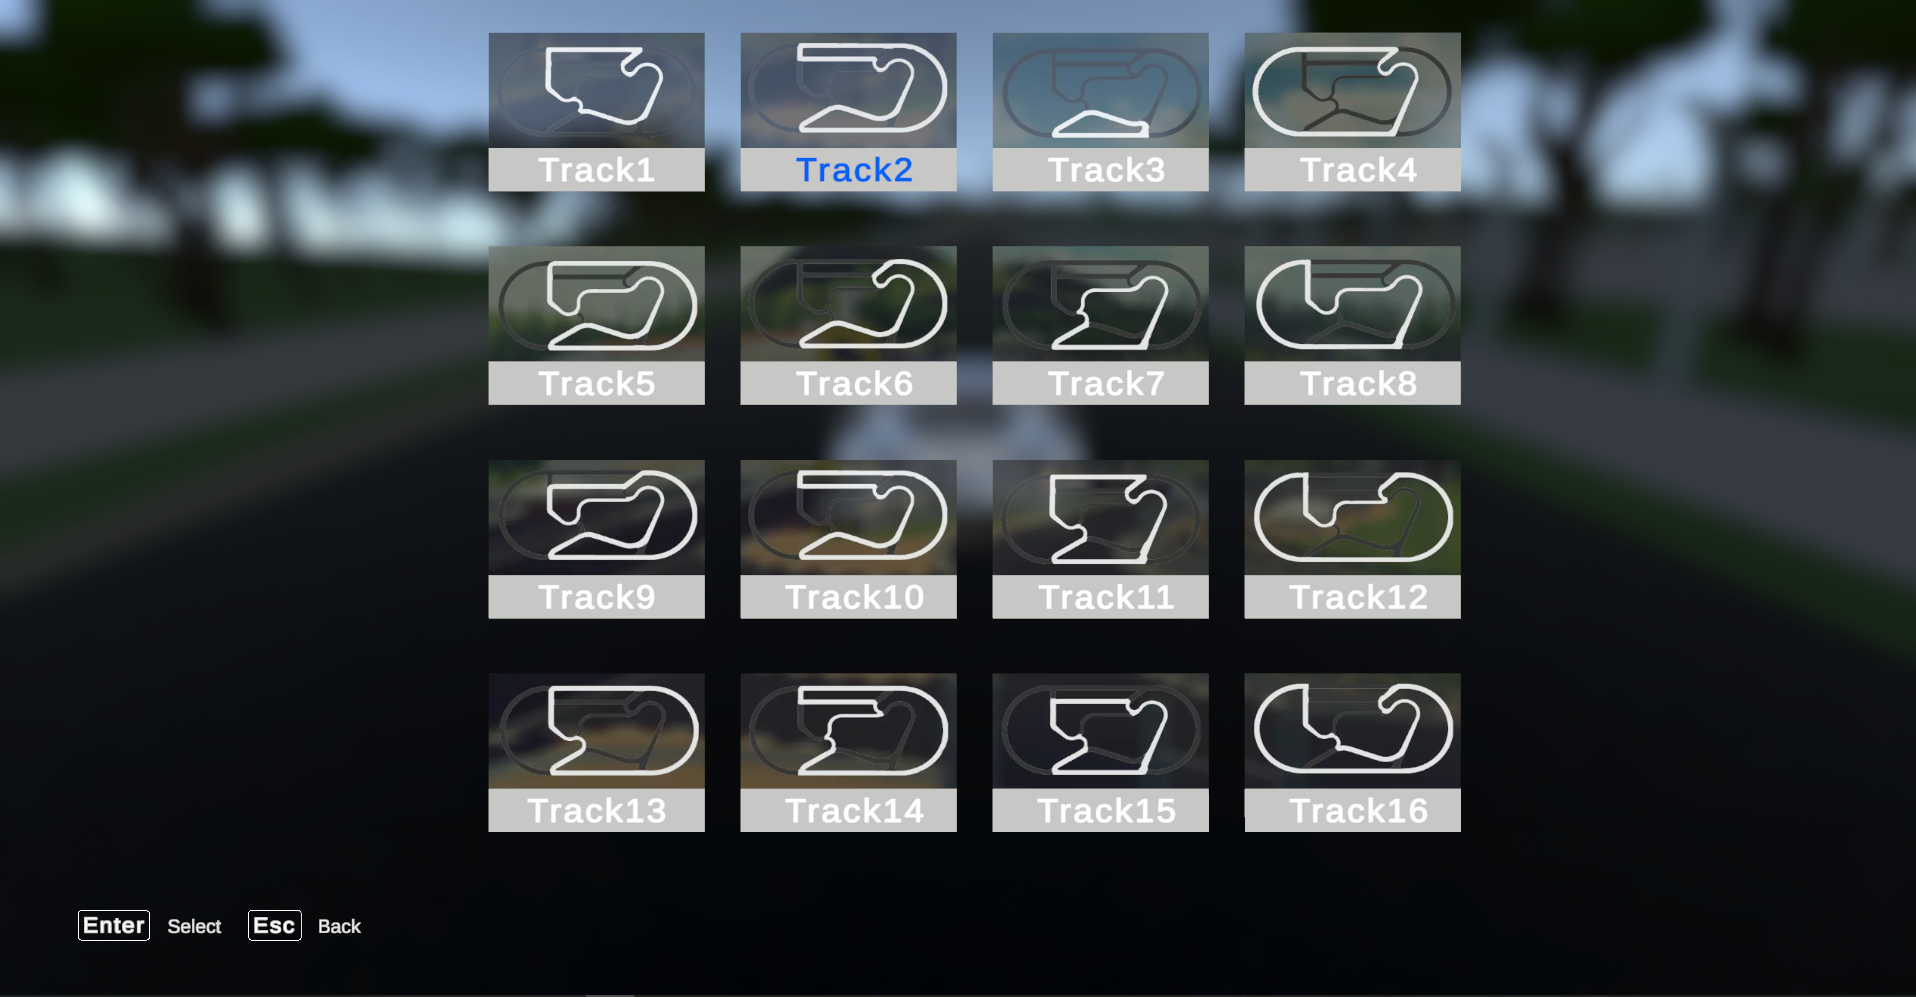 Track1 Track2 Track3 Track4
Track5 Track6 Track7 Track8
Track9 Track10 Track11 Track12
Track13 Track14 Track15 Track16
Enter Select Esc Back